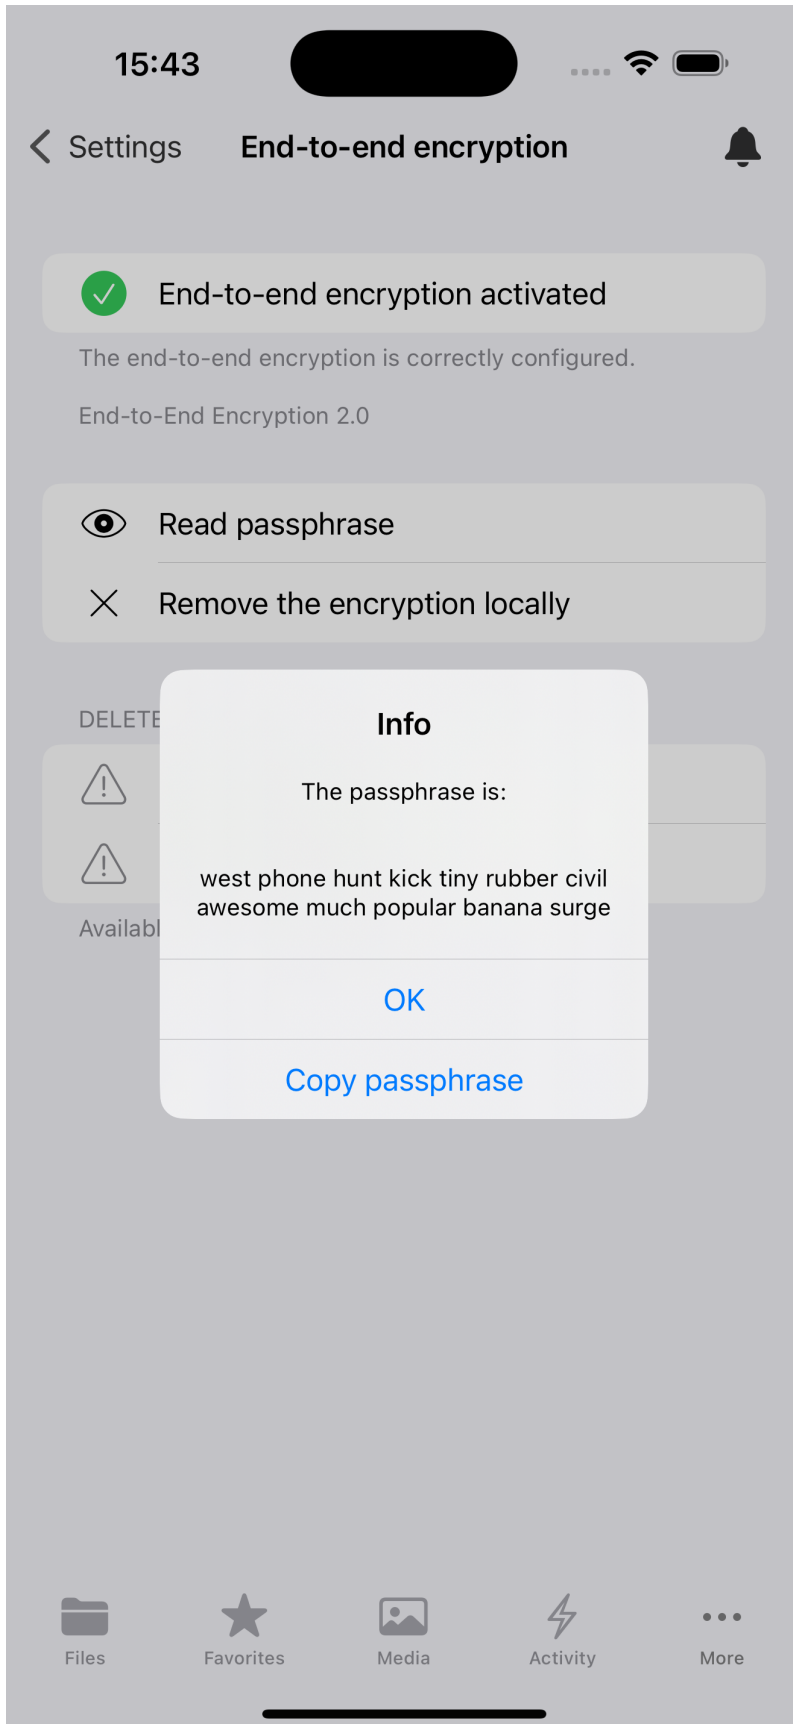 15:43
Settings
End-to-end encryption
End-to-end encryption activated
The end-to-end encryption is correctly configured.
End-to-End Encryption 2.0
Read passphrase
Remove the encryption locally
DELETE
Info
The passphrase is:
west phone hunt kick tiny rubber civil
awesome much popular banana surge
OK
Copy passphrase
Files
Favorites
Media
Activity
More